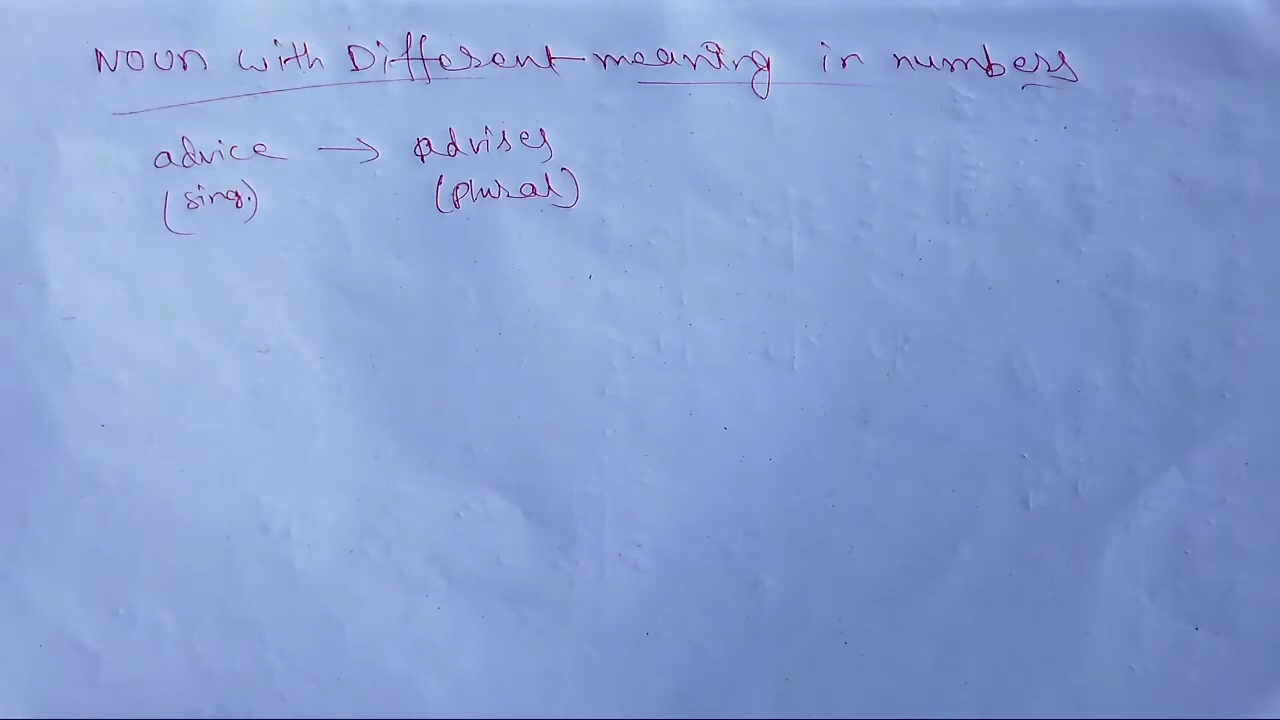 Noun with Different meaning in numbers
advice → advises
(sing.) (plural)